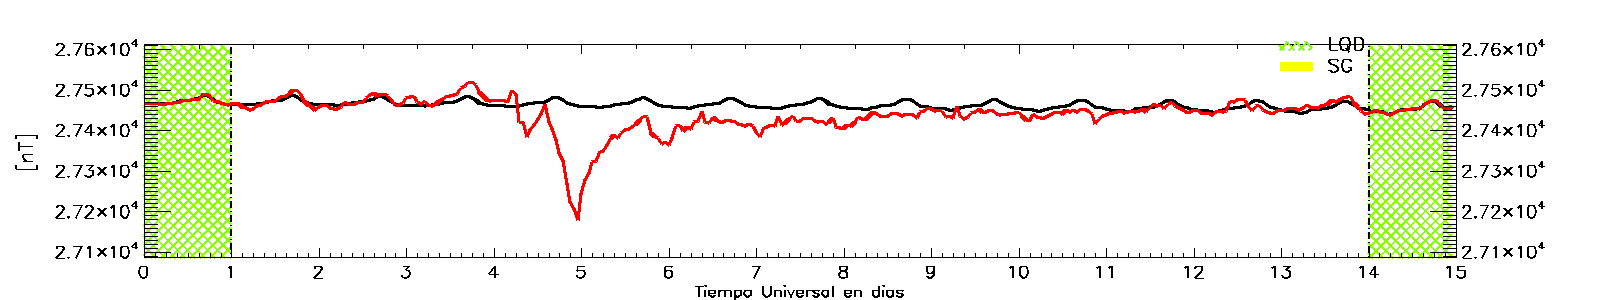 LQD
SG
2.76×10⁴
2.75×10⁴
2.74×10⁴
2.73×10⁴
2.72×10⁴
2.71×10⁴
[nT]
2.76×10⁴
2.75×10⁴
2.74×10⁴
2.73×10⁴
2.72×10⁴
2.71×10⁴
0 1 2 3 4 5 6 7 8 9 10 11 12 13 14 15
Tiempo Universal en dias